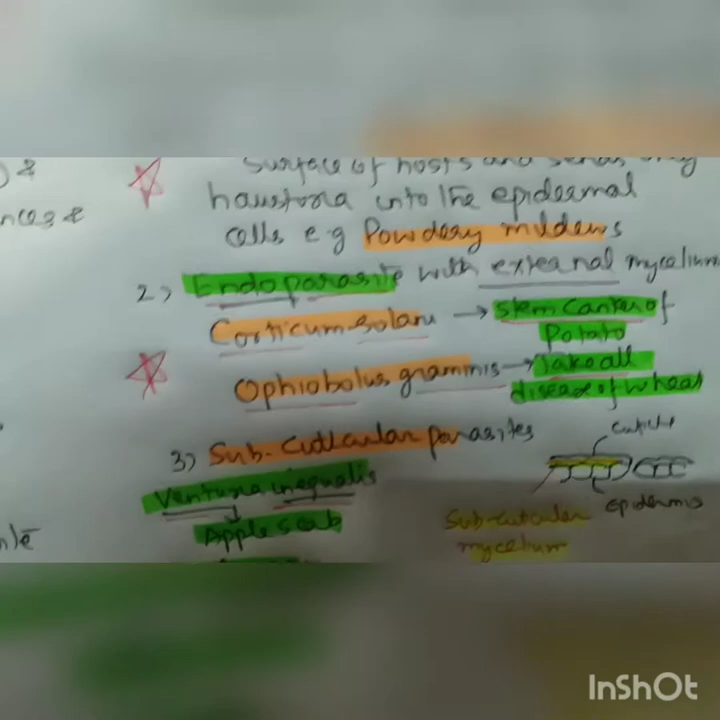 surface of hosts and sends only
nces &
haustoria into the epidermal
cells e.g Powdery mildews
2) Endoparasite with external mycelium
Corticum solani → Stem Canker of
Potato
Ophiobolus graminis → Take all
disease of wheat
3) Sub-cuticular parasites
Cuticle
Venturia inequalis
Apple scab
Epidermis
Sub-cuticular
mycelium
InShOt